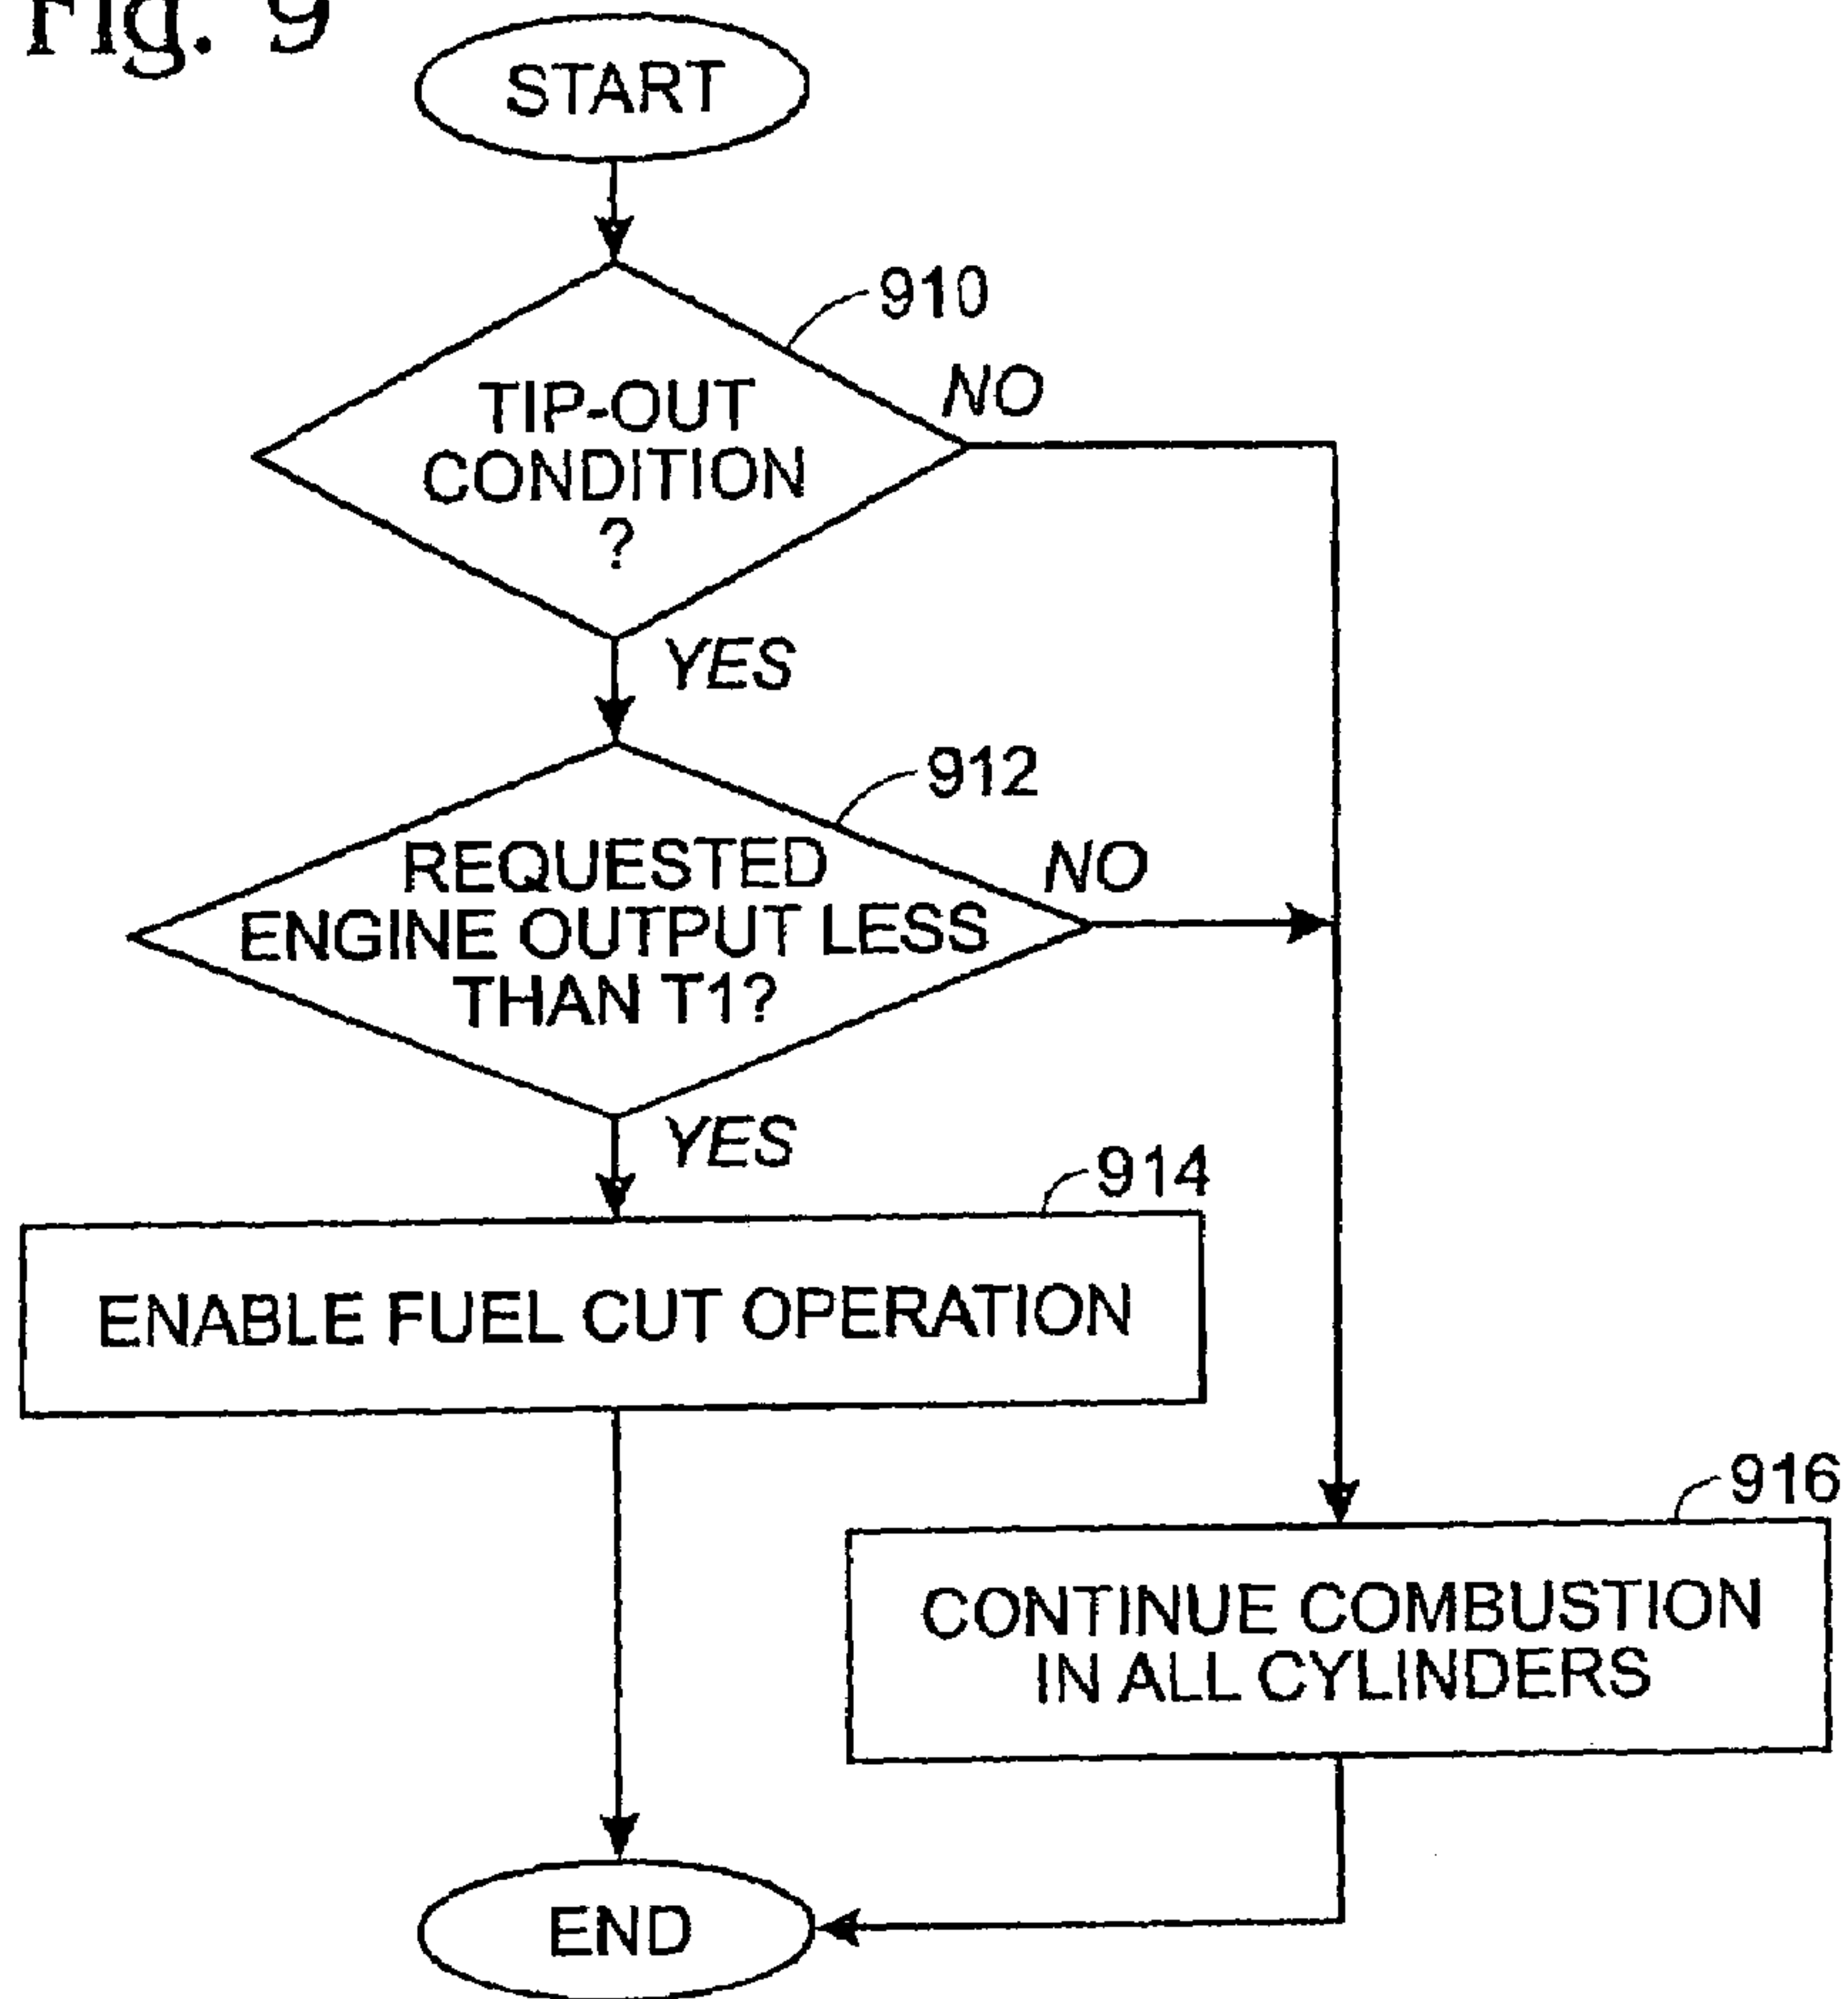 Fig. 9
START
910
TIP-OUT
CONDITION
?
NO
YES
912
REQUESTED
ENGINE OUTPUT LESS
THAN T1?
NO
YES
914
ENABLE FUEL CUT OPERATION
916
CONTINUE COMBUSTION
IN ALL CYLINDERS
END